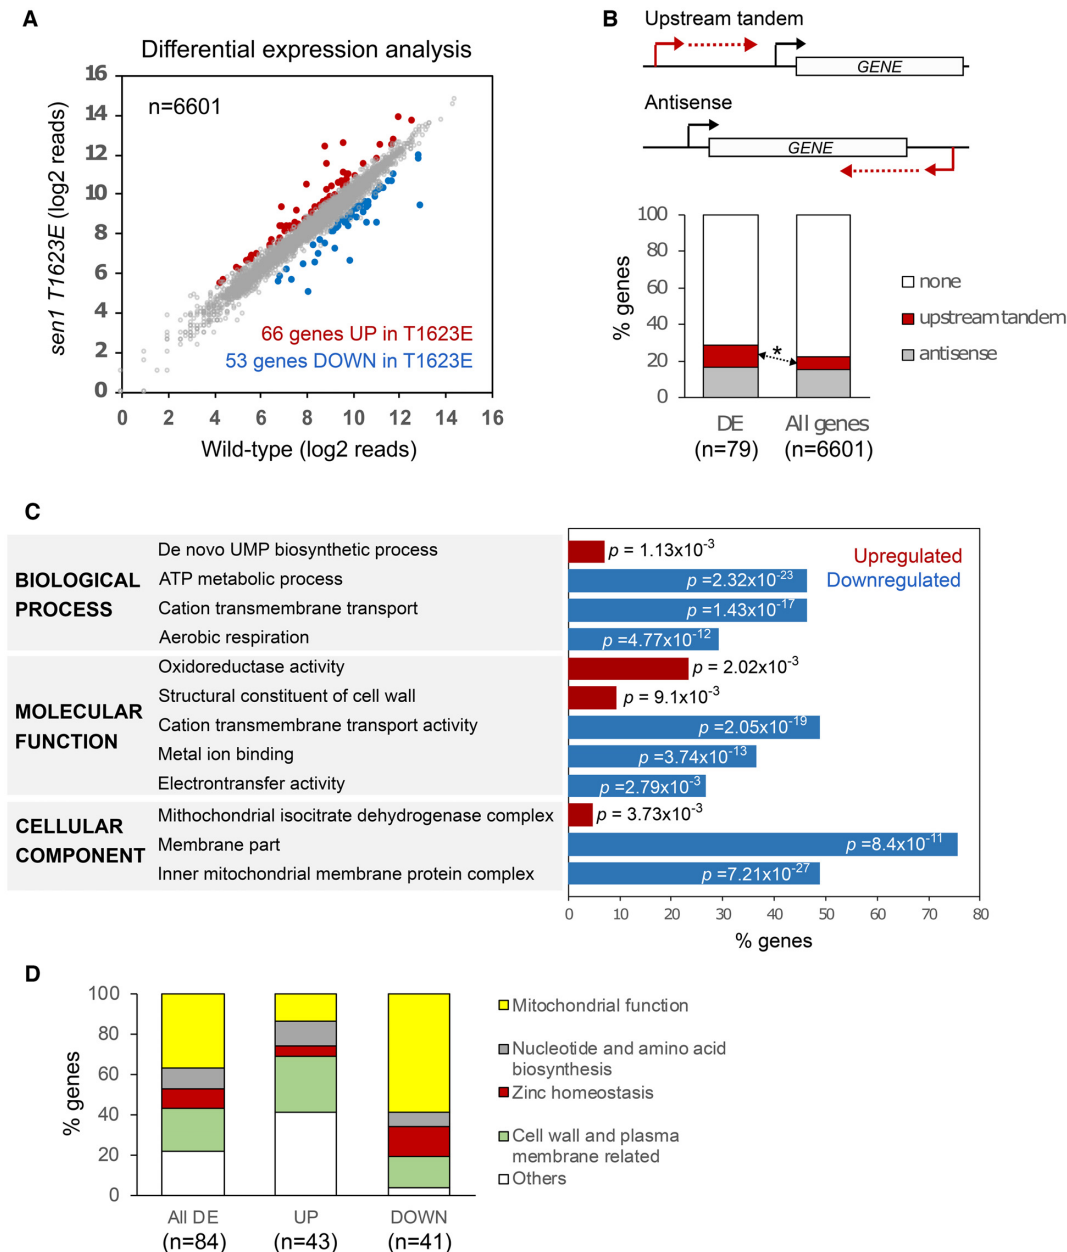 A
Differential expression analysis
n=6601
sen1 T1623E (log2 reads)
16
14
12
10
8
6
4
2
0
66 genes UP in T1623E
53 genes DOWN in T1623E
0 2 4 6 8 10 12 14 16
Wild-type (log2 reads)
B
Upstream tandem
GENE
Antisense
GENE
% genes
100
80
60
40
20
0
*
none
upstream tandem
antisense
DE
(n=79)
All genes
(n=6601)
C
BIOLOGICAL
PROCESS
De novo UMP biosynthetic process
p = 1.13x10-3
ATP metabolic process
p =2.32x10-23
Cation transmembrane transport
p =1.43x10-17
Aerobic respiration
p =4.77x10-12
Upregulated
Downregulated
MOLECULAR
FUNCTION
Oxidoreductase activity
p = 2.02x10-3
Structural constituent of cell wall
p = 9.1x10-3
Cation transmembrane transport activity
p =2.05x10-19
Metal ion binding
p =3.74x10-13
Electrontransfer activity
p =2.79x10-3
CELLULAR
COMPONENT
Mithochondrial isocitrate dehydrogenase complex
p = 3.73x10-3
Membrane part
p =8.4x10-11
Inner mitrochondrial membrane protein complex
p =7.21x10-27
0 10 20 30 40 50 60 70 80
% genes
D
% genes
100
80
60
40
20
0
All DE
(n=84)
UP
(n=43)
DOWN
(n=41)
Mitochondrial function
Nucleotide and amino acid
biosynthesis
Zinc homeostasis
Cell wall and plasma
membrane related
Others